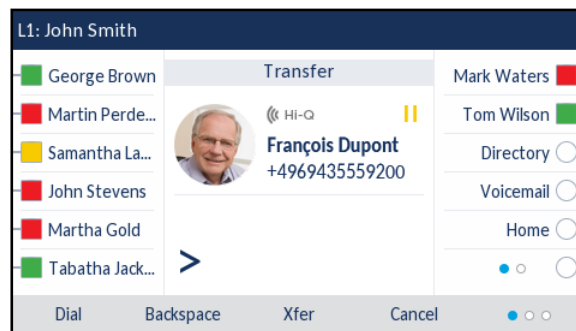 L1: John Smith
George Brown
Martin Perde...
Samantha La...
John Stevens
Martha Gold
Tabatha Jack...
Transfer
Hi-Q
François Dupont
+4969435559200
>
Mark Waters
Tom Wilson
Directory
Voicemail
Home
Dial Backspace Xfer Cancel